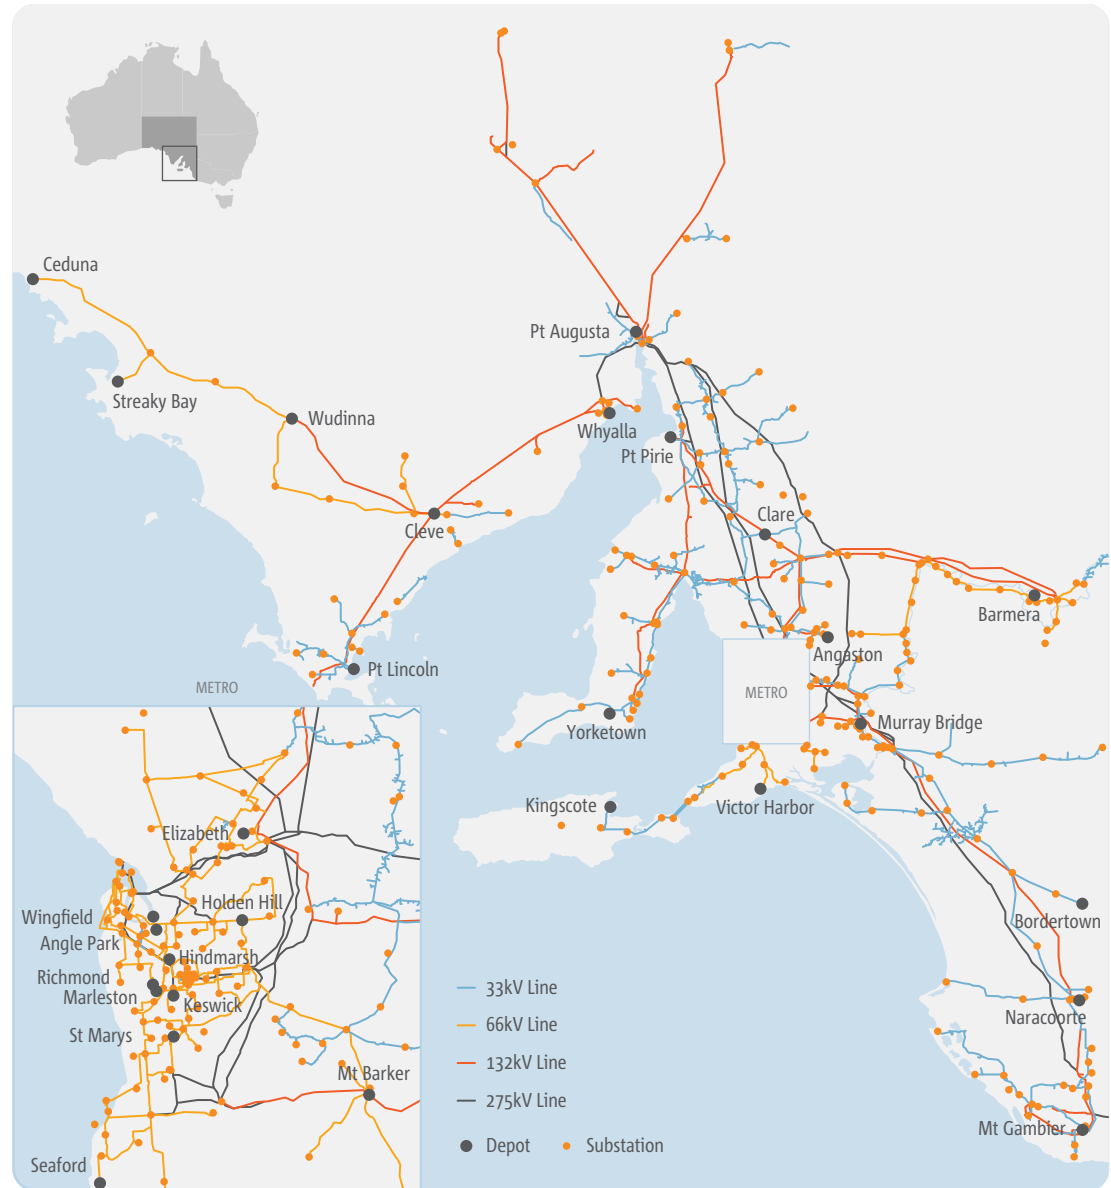 Ceduna
Pt Augusta
Streaky Bay
Wudinna
Whyalla
Pt Pirie
Clare
Cleve
Barmera
Angaston
Pt Lincoln
METRO
METRO
Yorketown
Murray Bridge
Kingscote
Victor Harbor
Elizabeth
Holden Hill
Wingfield
Angle Park
Hindmarsh
Richmond
Marleston
Keswick
St Marys
Mt Barker
Seaford
Bordertown
Naracoorte
Mt Gambier
33kV Line
66kV Line
132kV Line
275kV Line
Depot
Substation